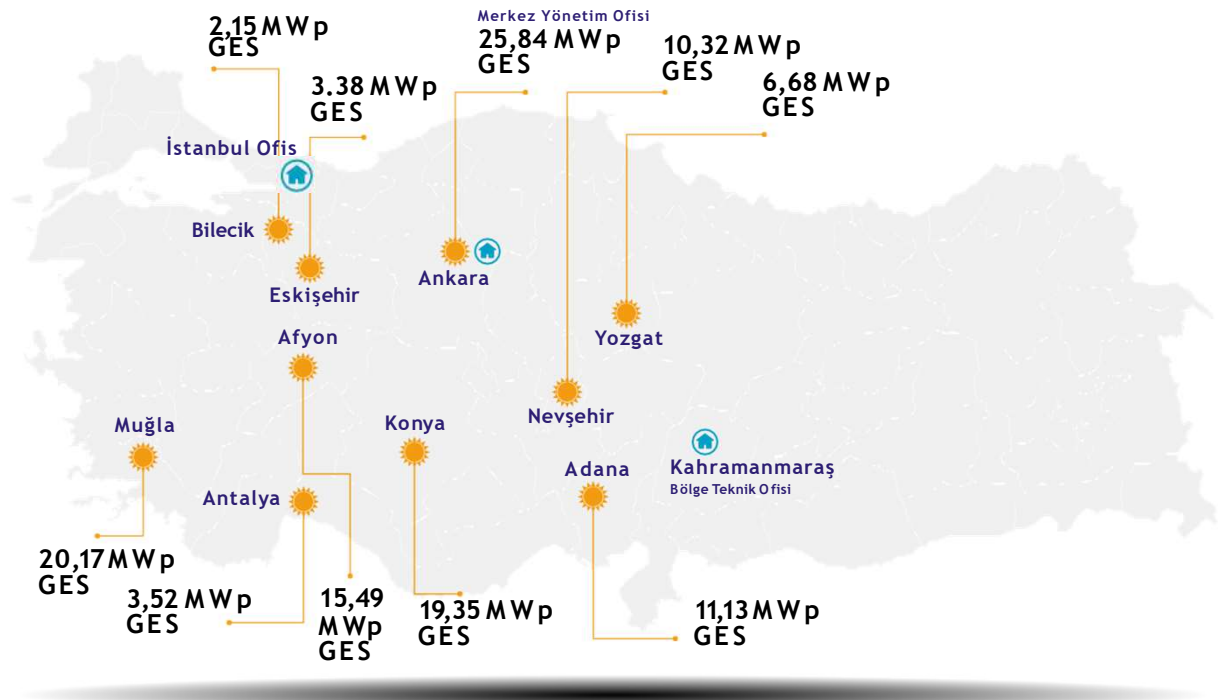 Merkez Yönetim Ofisi
2,15 MWp
GES
25,84 MWp
GES
10,32 MWp
GES
3.38 MWp
GES
6,68 MWp
GES
İstanbul Ofis
Bilecik
Eskişehir
Ankara
Afyon
Yozgat
Muğla
Konya
Nevşehir
Antalya
Adana
Kahramanmaraş
Bölge Teknik Ofisi
20,17 MWp
GES
3,52 MWp
GES
15,49
MWp
GES
19,35 MWp
GES
11,13 MWp
GES